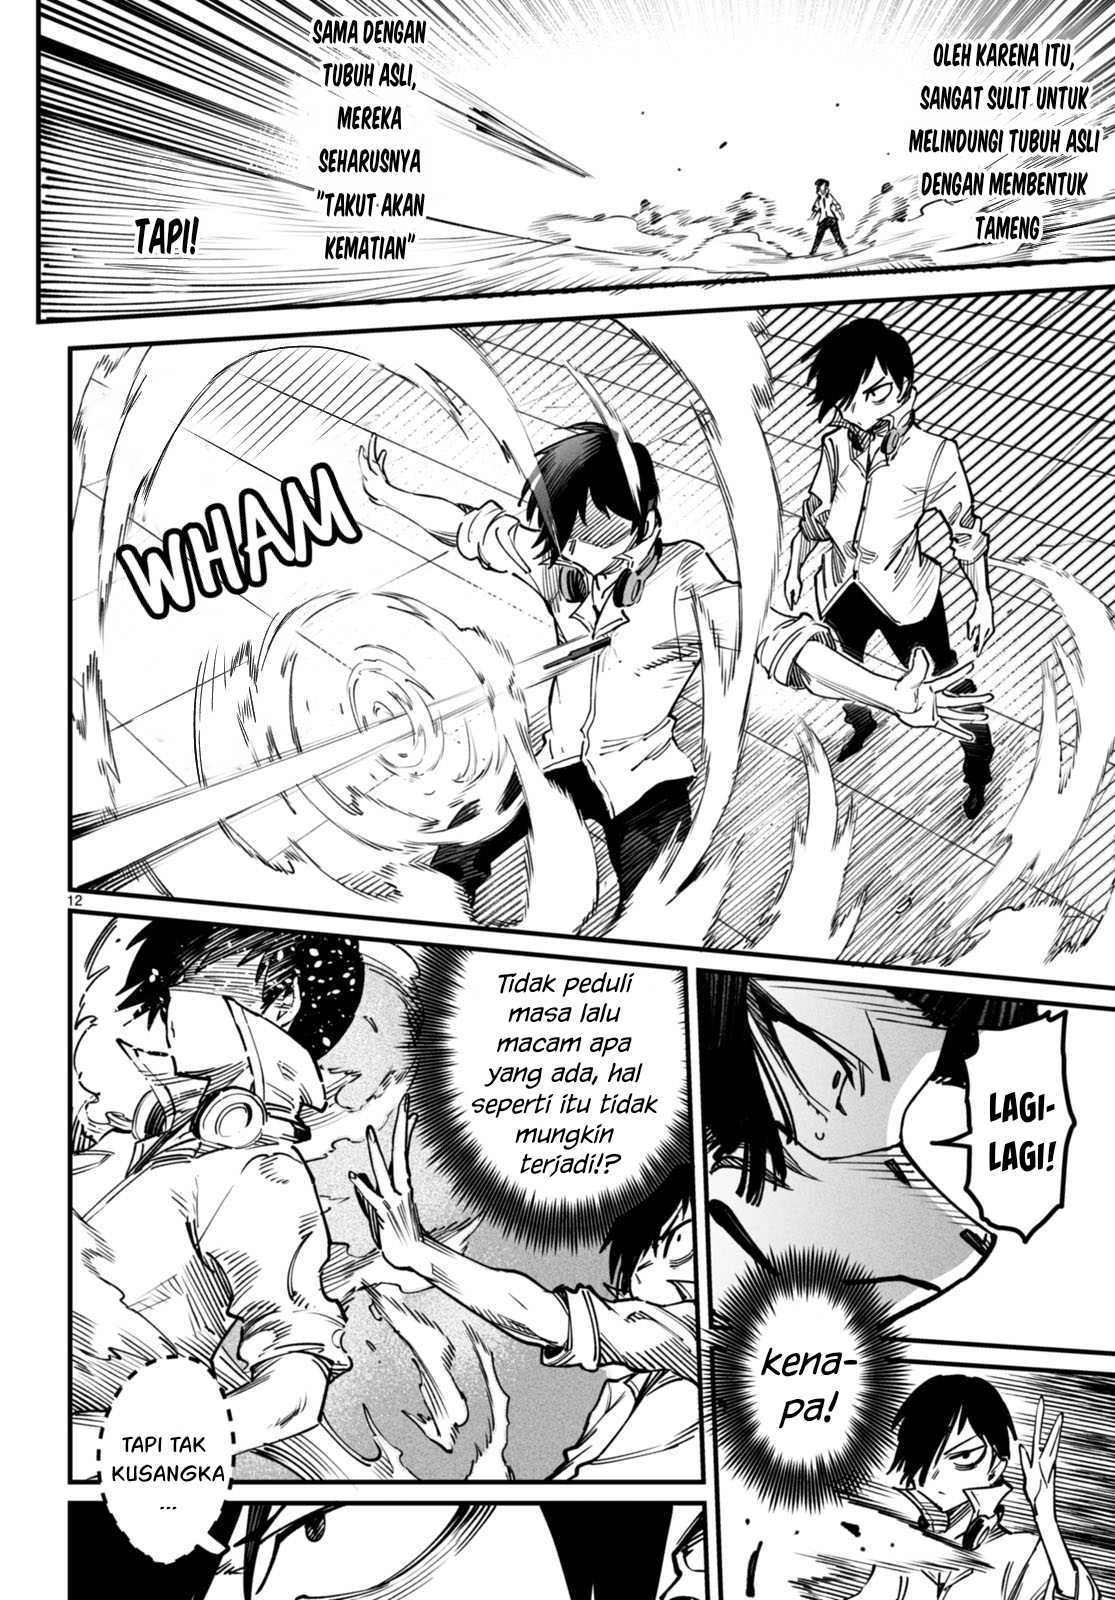 OLEH KARENA ITU,
SANGAT SULIT UNTUK
MELINDUNGI TUBUH ASLI
DENGAN MEMBENTUK
TAMENG
SAMA DENGAN
TUBUH ASLI,
MEREKA
SEHARUSNYA
"TAKUT AKAN
KEMATIAN"
TAPI!
WHAM
12
LAGI-
LAGI!
kena-
pa!
Tidak peduli
masa lalu
macam apa
yang ada, hal
seperti itu tidak
mungkin
terjadi!?
TAPI TAK
KUSANGKA
...